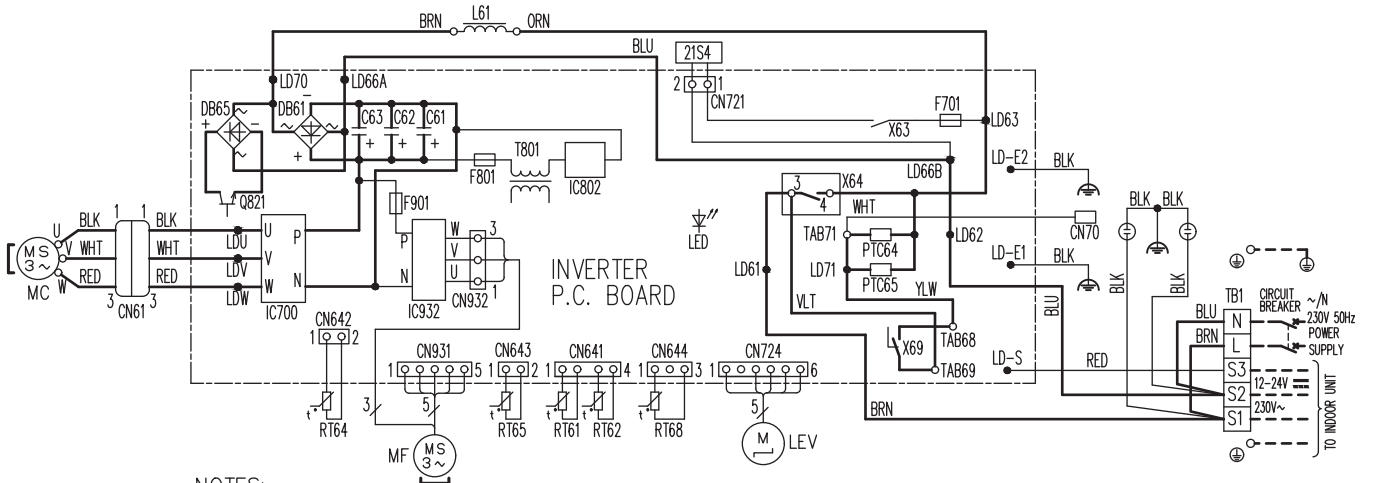 BRN L61 ORN
BLU
21S4
LD70
LD66A
2 1
CN721
DB65
DB61
−
+ ~ −
~
~ ~
+
C63 C62 C61
+ + +
F701
X63
LD63
T801
F801
IC802
LD66B
LD-E2
BLK
Q821
F901
3 X64
4
WHT
LED
TAB71
PTC64
CN70
LD62
BLK BLK
U BLK 1 1 BLK
LDU
U P
V WHT WHT
LDV
V
W RED RED
LDW
W N
3 3
MS
3~
MC
CN61
IC700
P
N
IC932
W 3
V
U 1
CN932
INVERTER
P.C. BOARD
LD61
LD71
PTC65
LD-E1
BLK
VLT
YLW
BLU
BLK
BLK
TB1
CIRCUIT
BREAKER
~/N
230V 50Hz
POWER
SUPPLY
BLU
BRN
N
L
S3
S2
S1
12-24V
230V~
TO INDOOR UNIT
CN642
1 2
X69
TAB68
TAB69
LD-S
RED
CN931
1 5
CN643
1 2
CN641
1 4
CN644
1 3
CN724
1 6
t°
RT64
3
5
t°
RT65
t°
RT61
t°
RT62
t°
RT68
5
BRN
MF
MS
3~
M
LEV
NOTES: